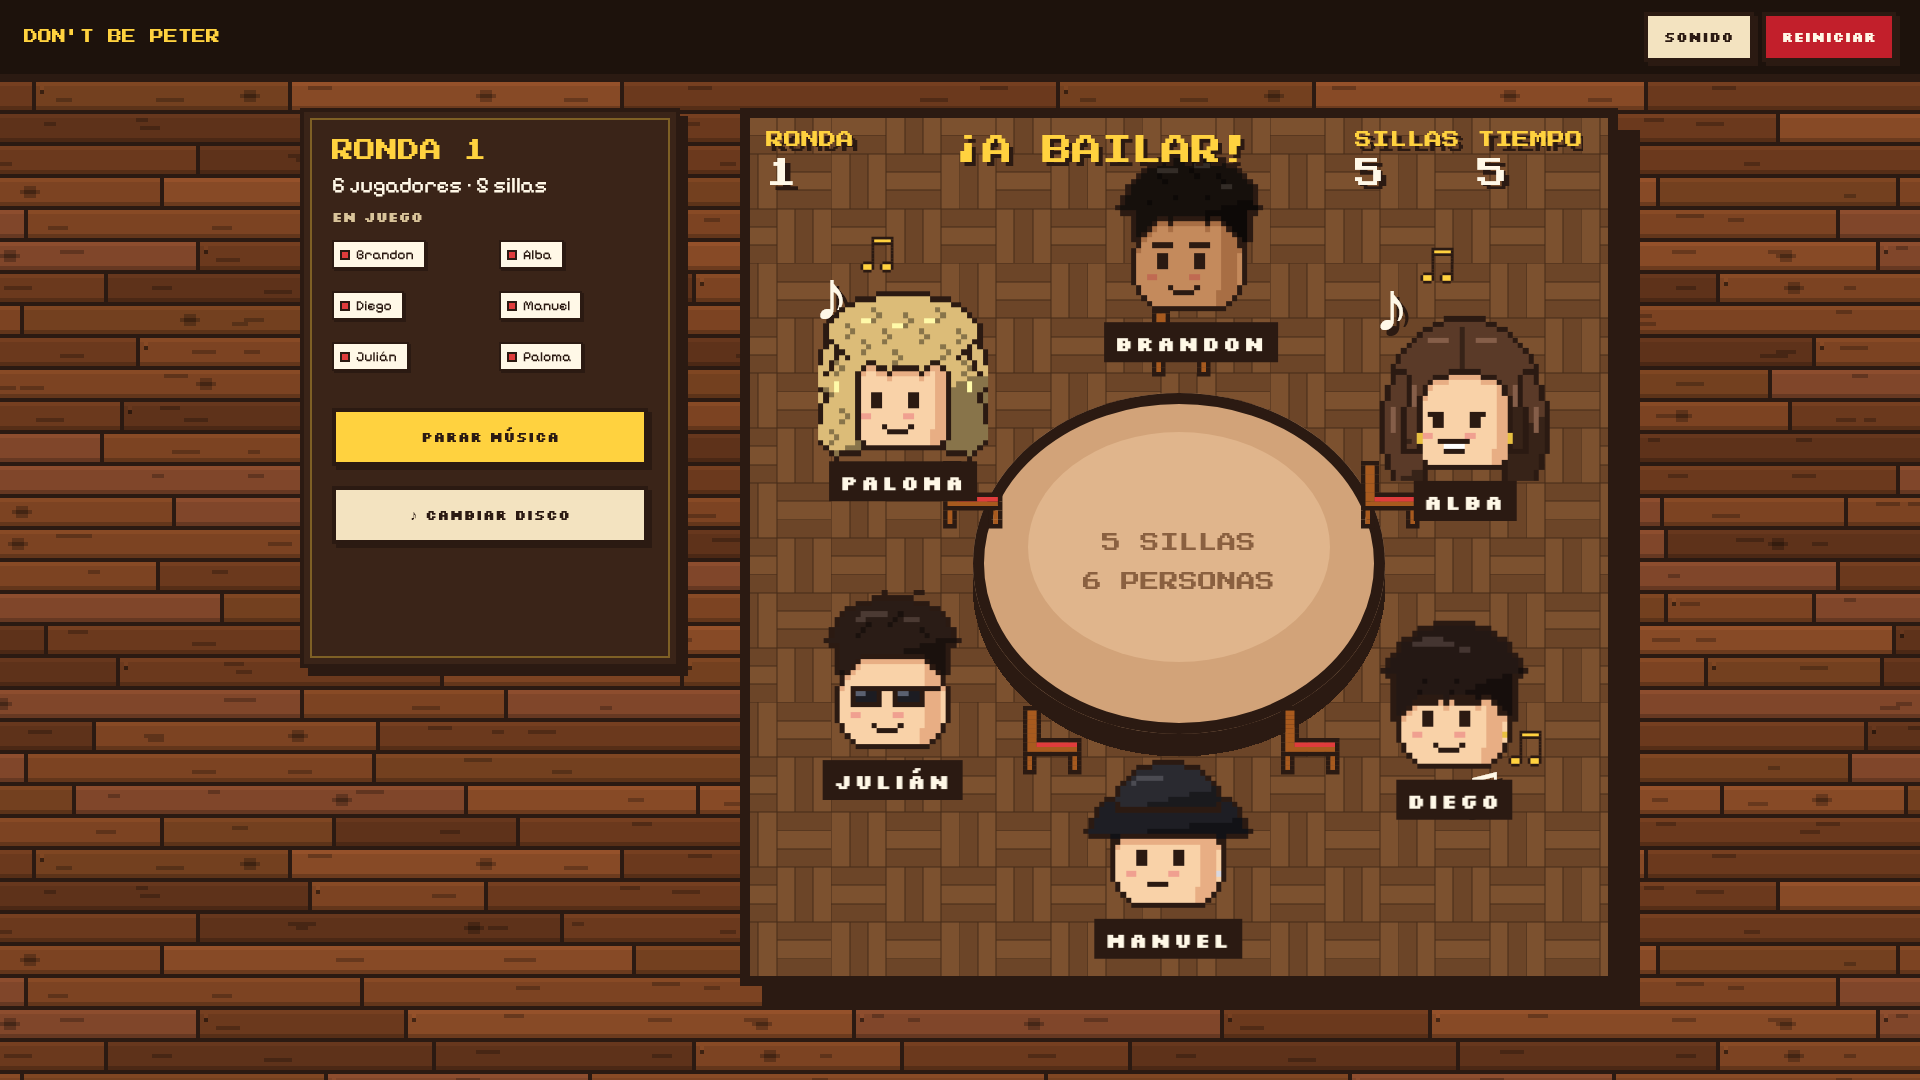 DON'T BE PETER
SONIDO
REINICIAR
RONDA 1
6 jugadores · 5 sillas
EN JUEGO
Brandon
Alba
Diego
Manuel
Julián
Paloma
PARAR MÚSICA
♪ CAMBIAR DISCO
RONDA
1
¡A BAILAR!
SILLAS
5
TIEMPO
5
BRANDON
PALOMA
ALBA
5 SILLAS
6 PERSONAS
JULIÁN
DIEGO
MANUEL